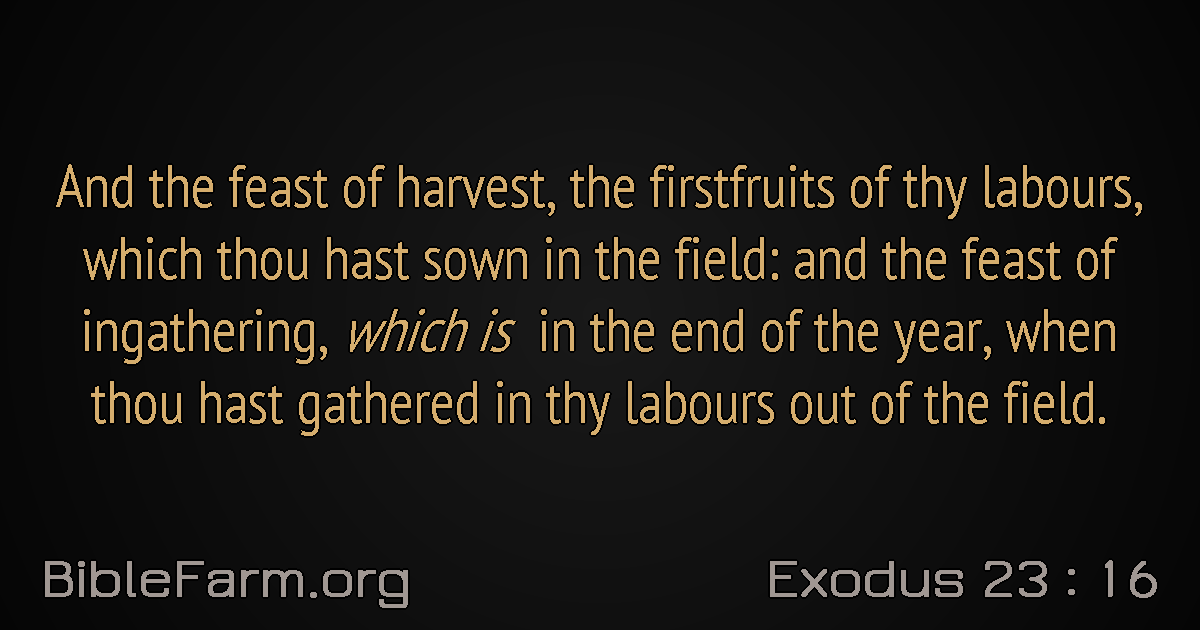 And the feast of harvest, the firstfruits of thy labours,
which thou hast sown in the field: and the feast of
ingathering, which is in the end of the year, when
thou hast gathered in thy labours out of the field.
BibleFarm.org
Exodus 23 : 16